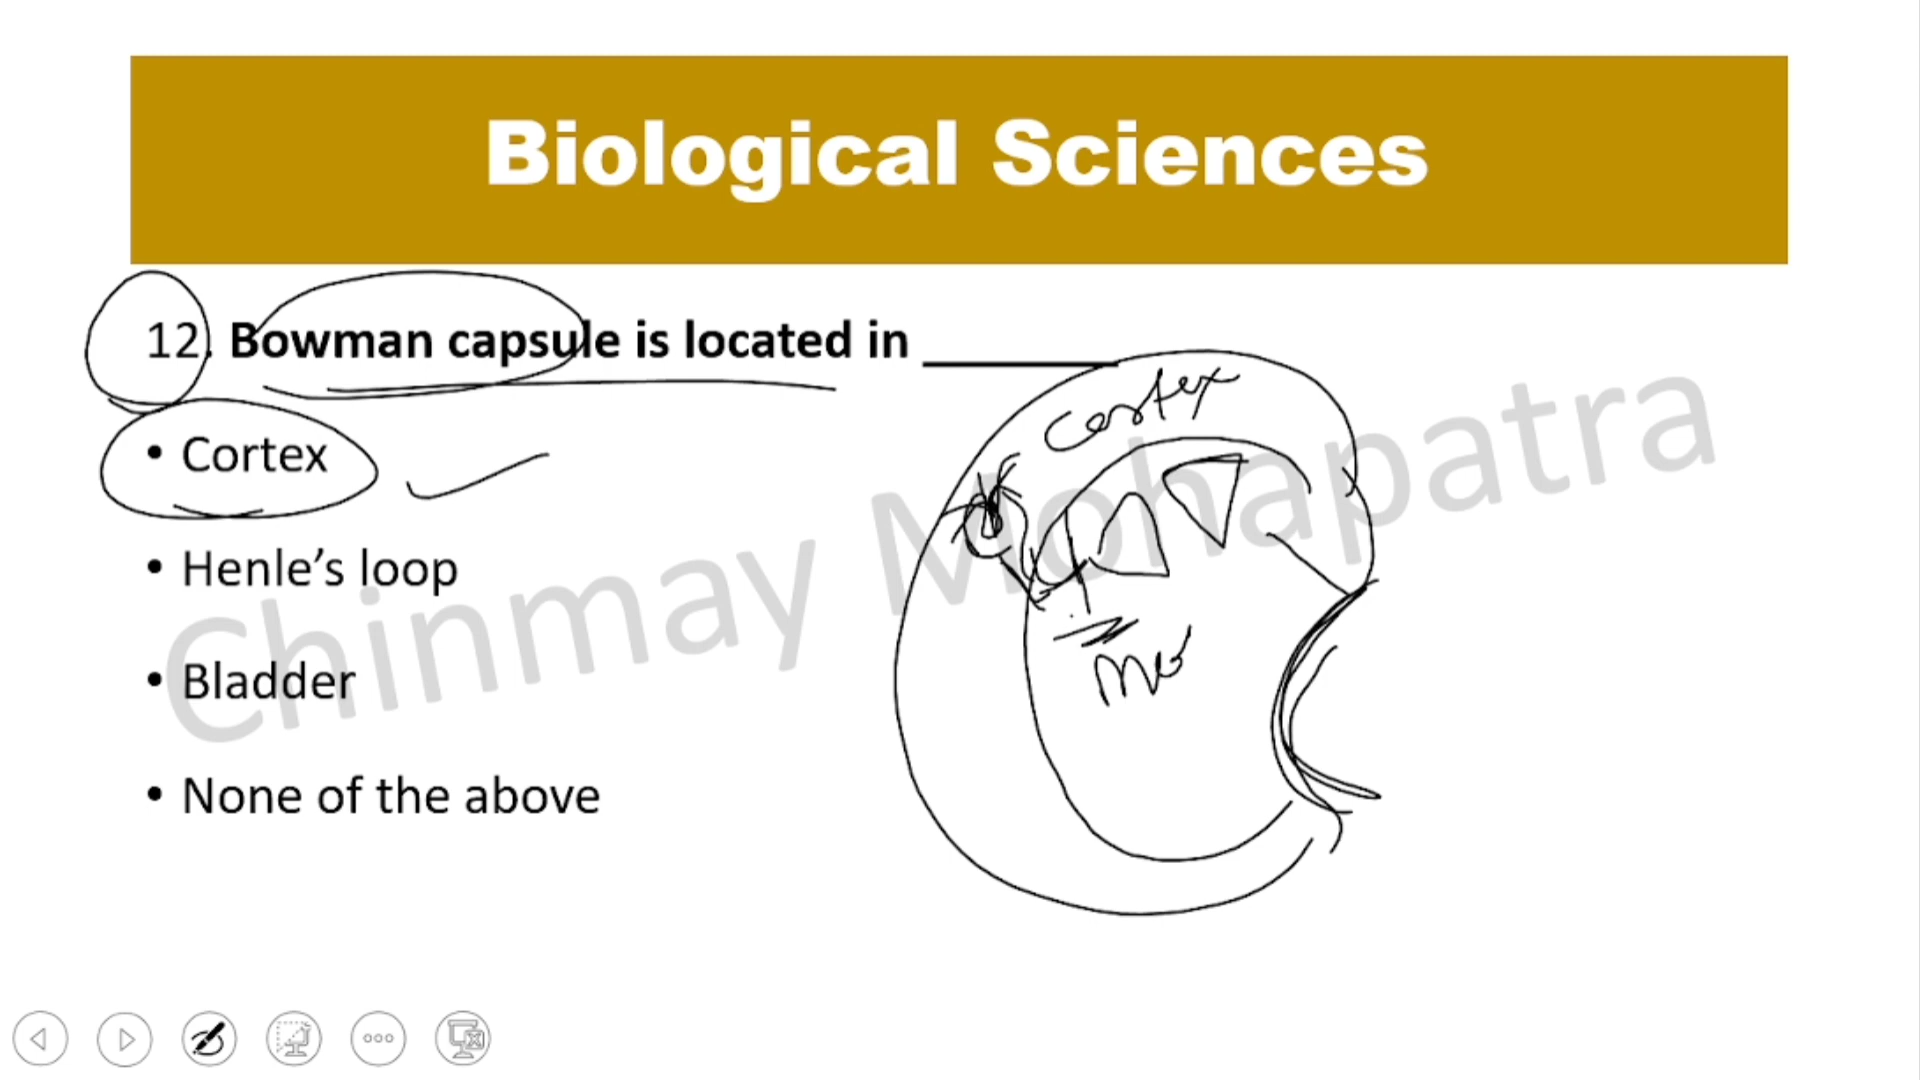 Biological Sciences
12. Bowman capsule is located in ________
• Cortex
• Henle’s loop
• Bladder
• None of the above
Cortex
Chinmay Mohapatra